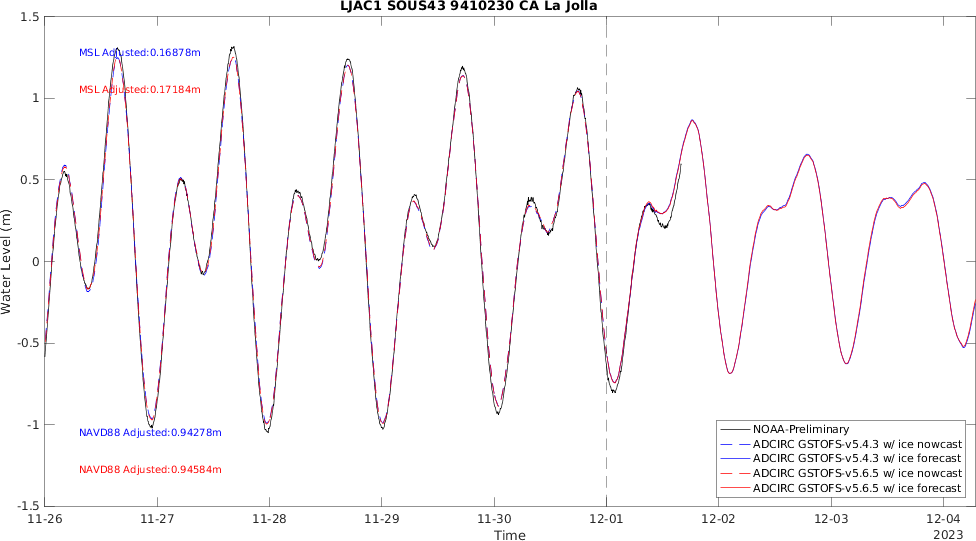 LJAC1 SOUS43 9410230 CA La Jolla
1.5
1
0.5
0
-0.5
-1
-1.5
Water Level (m)
MSL Adjusted:0.16878m
MSL Adjusted:0.17184m
NAVD88 Adjusted:0.94278m
NAVD88 Adjusted:0.94584m
NOAA-Preliminary
ADCIRC GSTOFS-v5.4.3 w/ ice nowcast
ADCIRC GSTOFS-v5.4.3 w/ ice forecast
ADCIRC GSTOFS-v5.6.5 w/ ice nowcast
ADCIRC GSTOFS-v5.6.5 w/ ice forecast
11-26 11-27 11-28 11-29 11-30 12-01 12-02 12-03 12-04
Time
2023